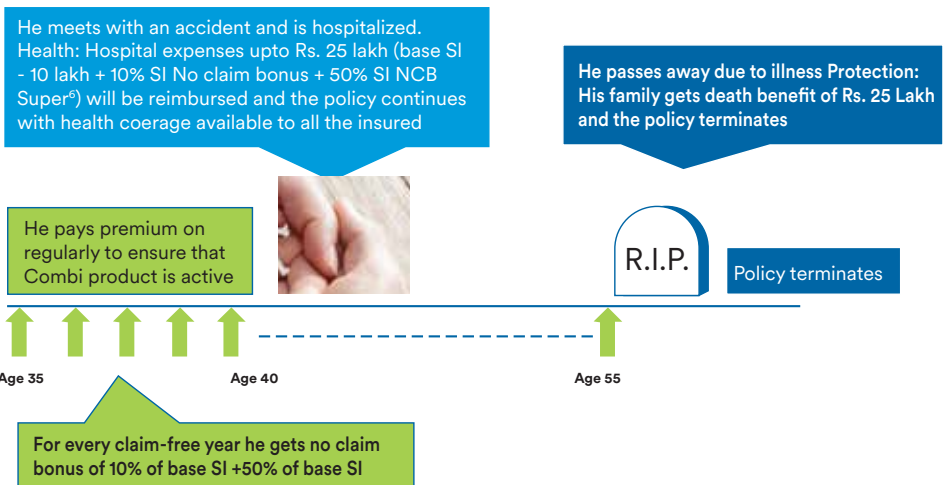 He meets with an accident and is hospitalized.
Health: Hospital expenses upto Rs. 25 lakh (base SI
- 10 lakh + 10% SI No claim bonus + 50% SI NCB
Super⁶) will be reimbursed and the policy continues
with health coerage available to all the insured
He passes away due to illness Protection:
His family gets death benefit of Rs. 25 Lakh
and the policy terminates
He pays premium on
regularly to ensure that
Combi product is active
R.I.P.
Policy terminates
Age 35
Age 40
Age 55
For every claim-free year he gets no claim
bonus of 10% of base SI +50% of base SI